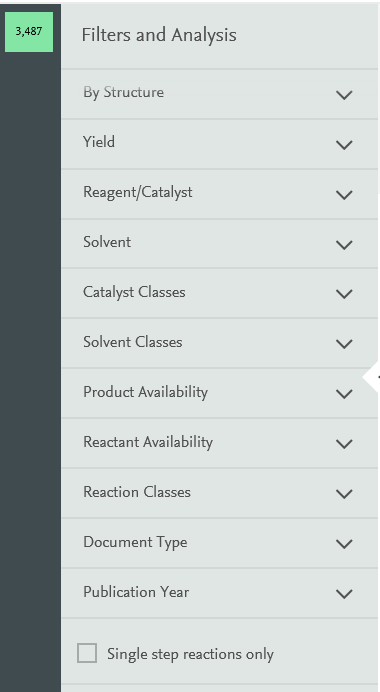 3,487
Filters and Analysis
By Structure
Yield
Reagent/Catalyst
Solvent
Catalyst Classes
Solvent Classes
Product Availability
Reactant Availability
Reaction Classes
Document Type
Publication Year
Single step reactions only